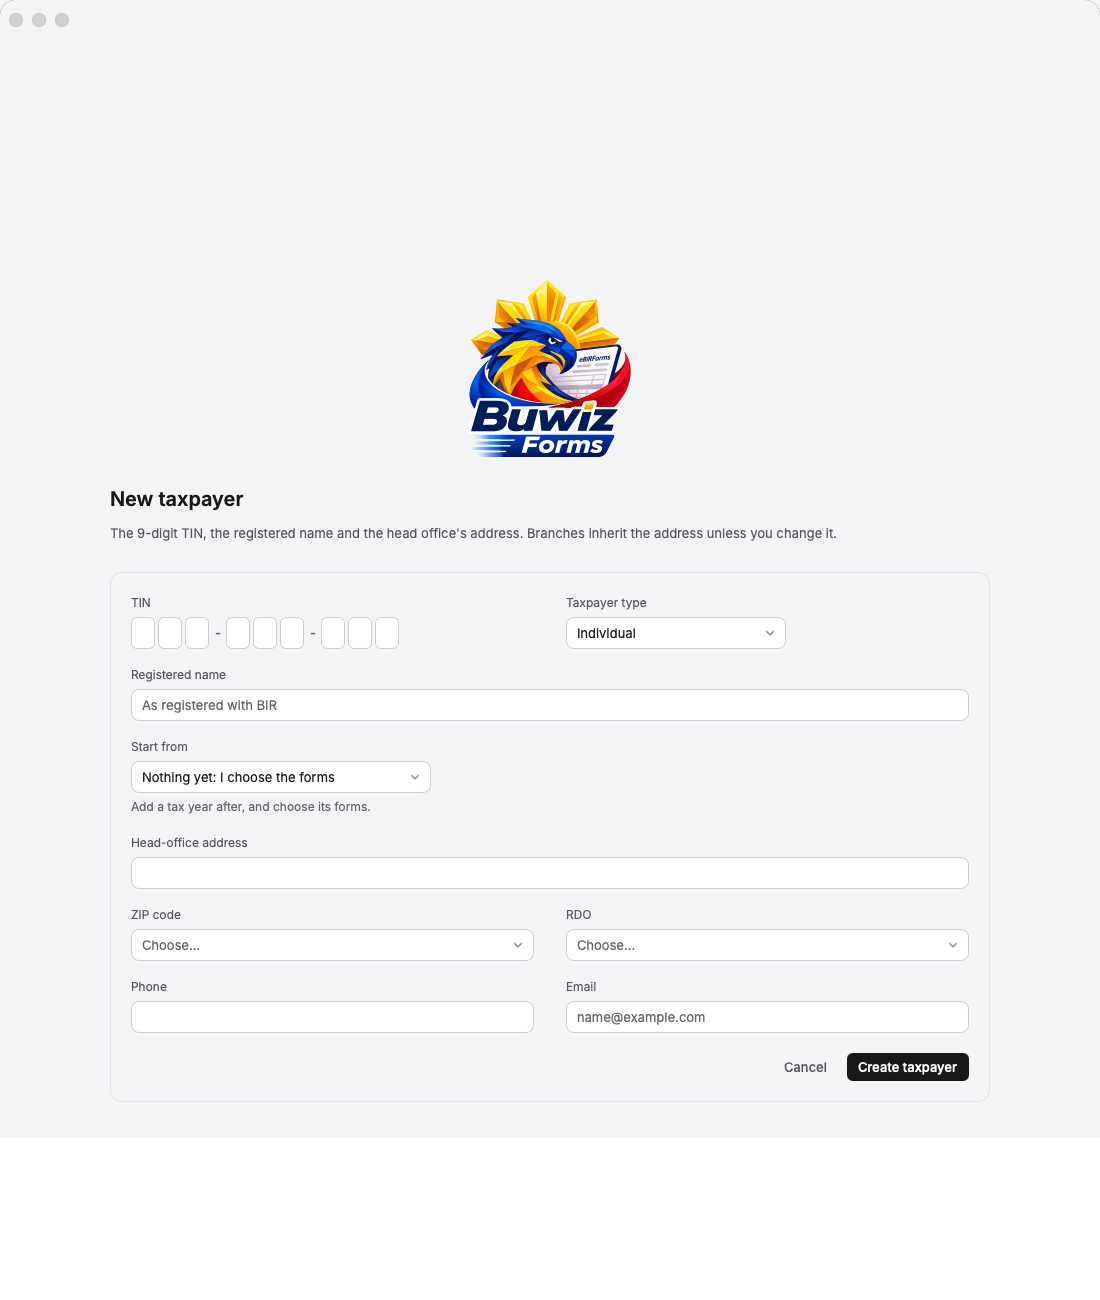 eBIRForms
Buwiz
Forms
New taxpayer
The 9-digit TIN, the registered name and the head office's address. Branches inherit the address unless you change it.
TIN
Taxpayer type
- -
Individual
Registered name
As registered with BIR
Start from
Nothing yet: I choose the forms
Add a tax year after, and choose its forms.
Head-office address
ZIP code
RDO
Choose...
Choose...
Phone
Email
name@example.com
Cancel
Create taxpayer